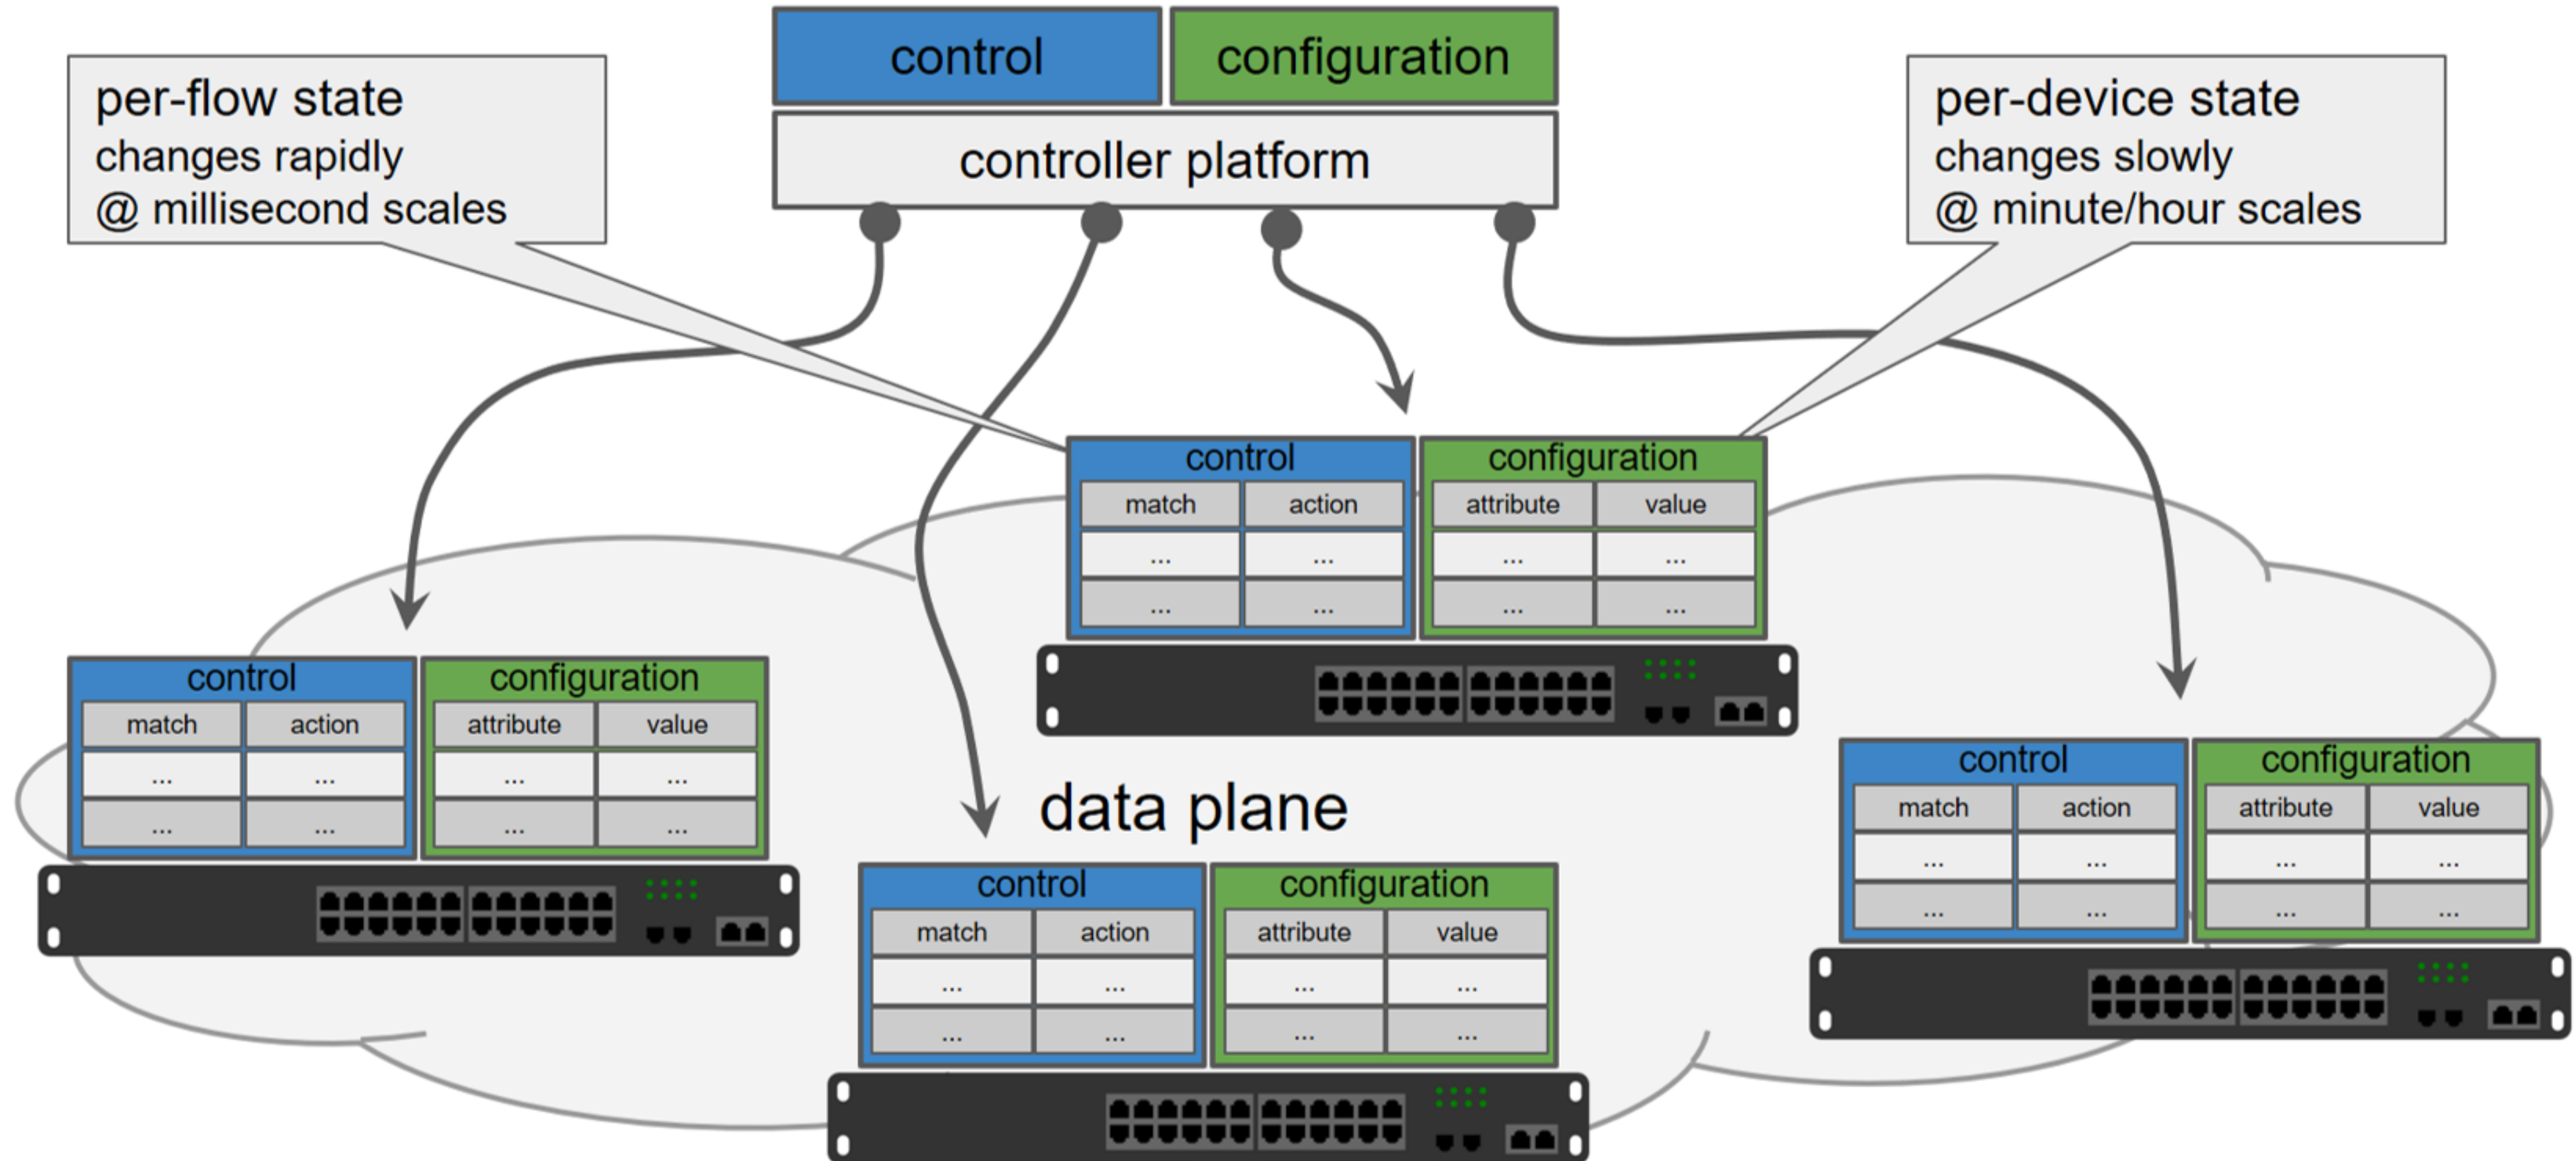 control
configuration
per-flow state
changes rapidly
@ millisecond scales
controller platform
per-device state
changes slowly
@ minute/hour scales
control
configuration
match action
attribute value
... ...
... ...
... ...
... ...
control
configuration
match action
attribute value
... ...
... ...
... ...
... ...
data plane
control
configuration
match action
attribute value
... ...
... ...
... ...
... ...
control
configuration
match action
attribute value
... ...
... ...
... ...
... ...